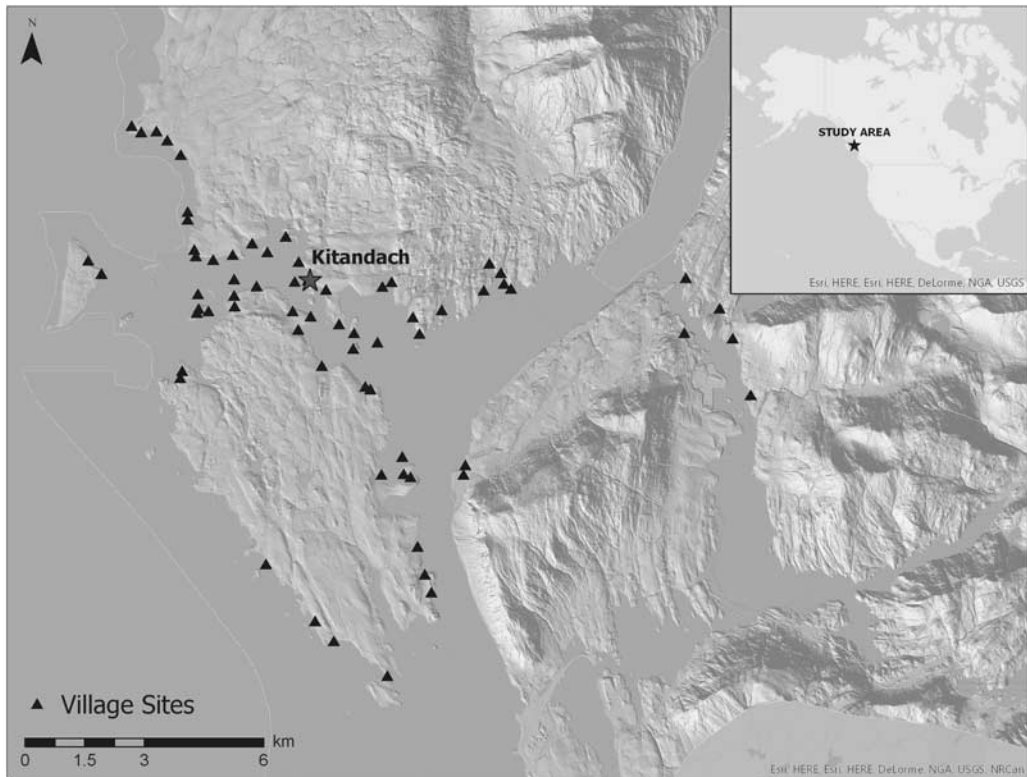 N
STUDY AREA
Kitandach
Esri, HERE, Esri, HERE, DeLorme, NGA, USGS
Village Sites
km
0 1.5 3 6
Esri, HERE, Esri, HERE, DeLorme, NGA, USGS, NRCan